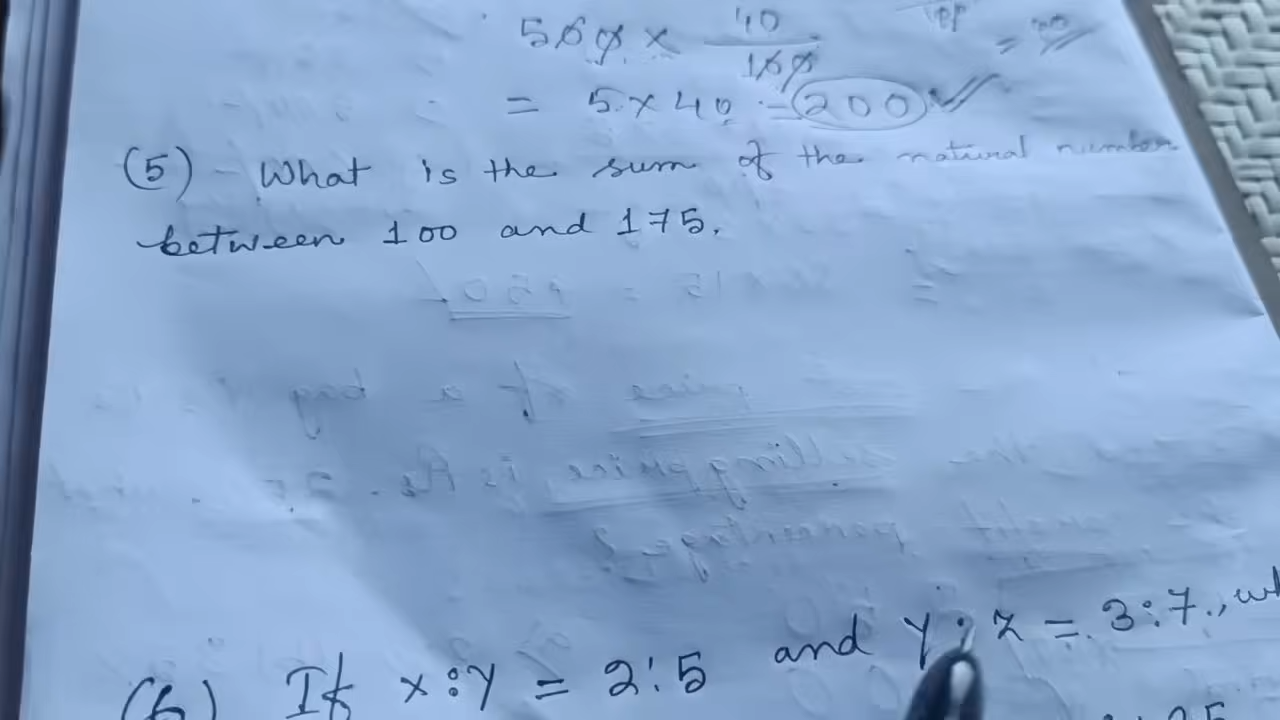 500 × 40
100
= 5 × 40 = 200
(5) - What is the sum of the natural number
between 100 and 175.
(6) If x:y = 2:5 and y:z = 3:7.,